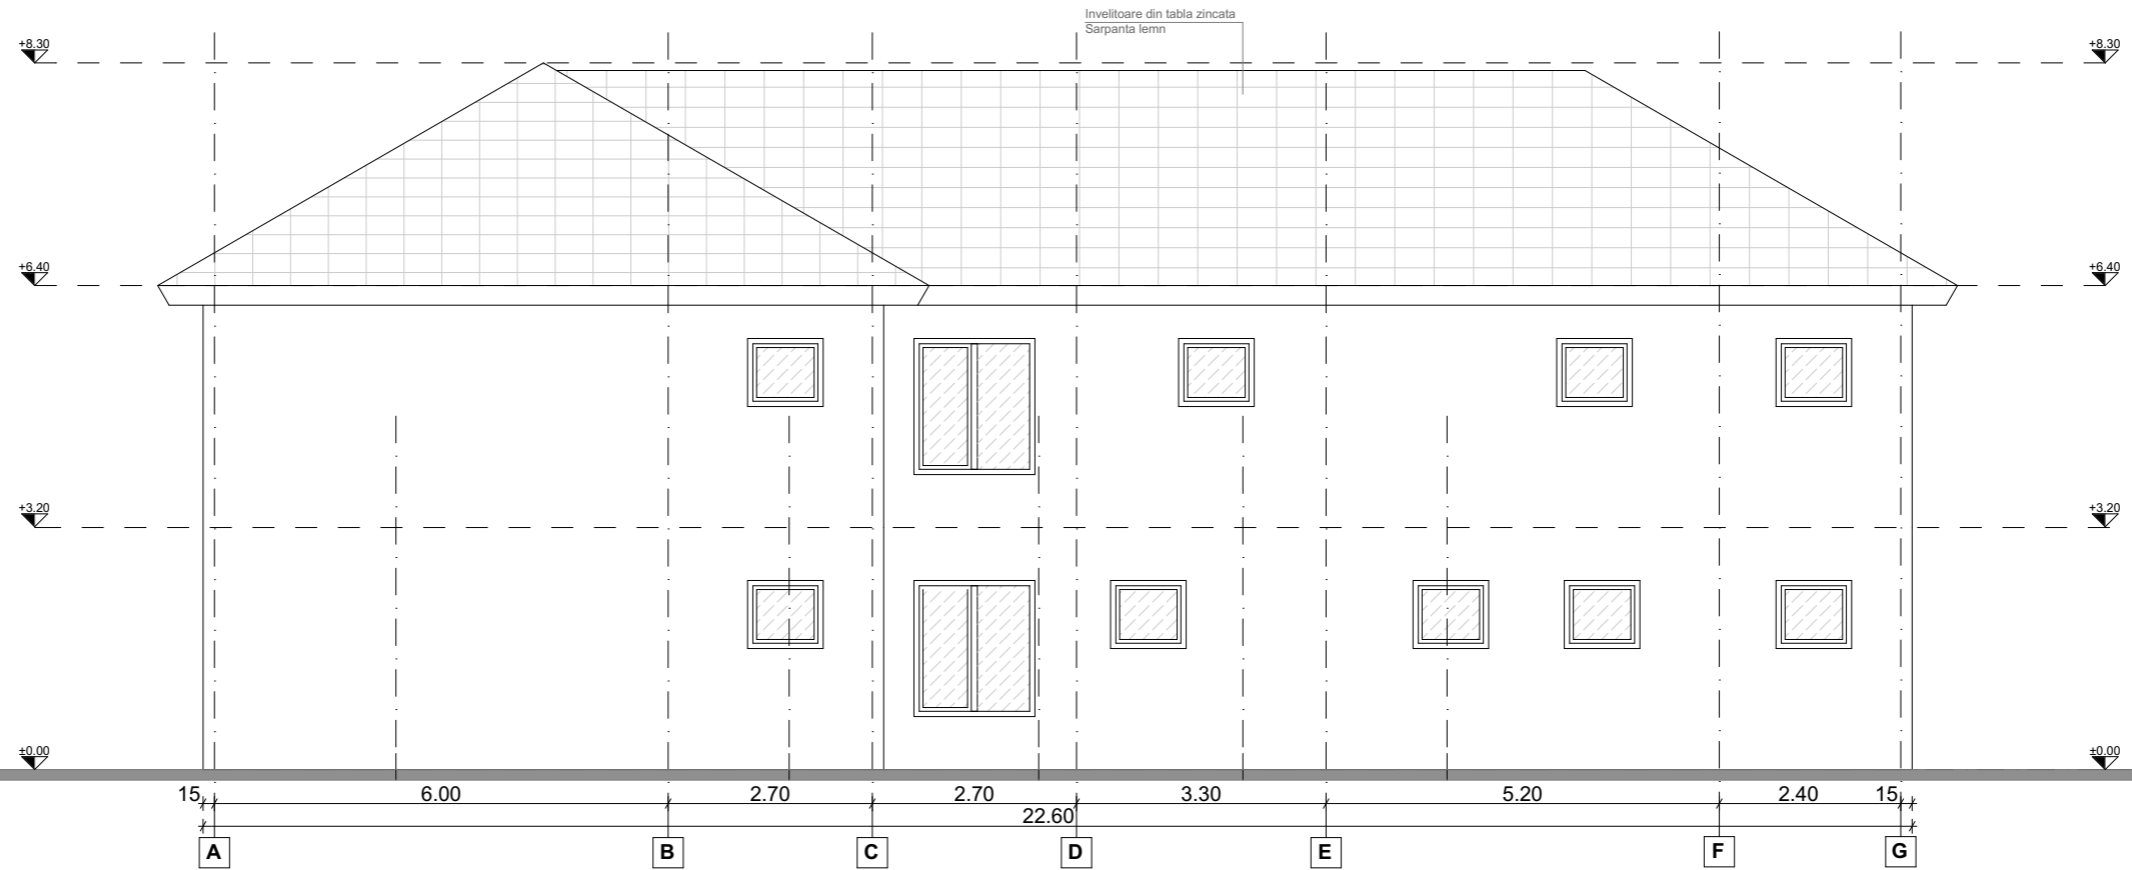 Invelitoare din tabla zincata
Sarpanta lemn
+8.30
+8.30
+6.40
+6.40
+3.20
+3.20
±0.00
±0.00
15 6.00 2.70 2.70 3.30 5.20 2.40 15
22.60
A B C D E F G